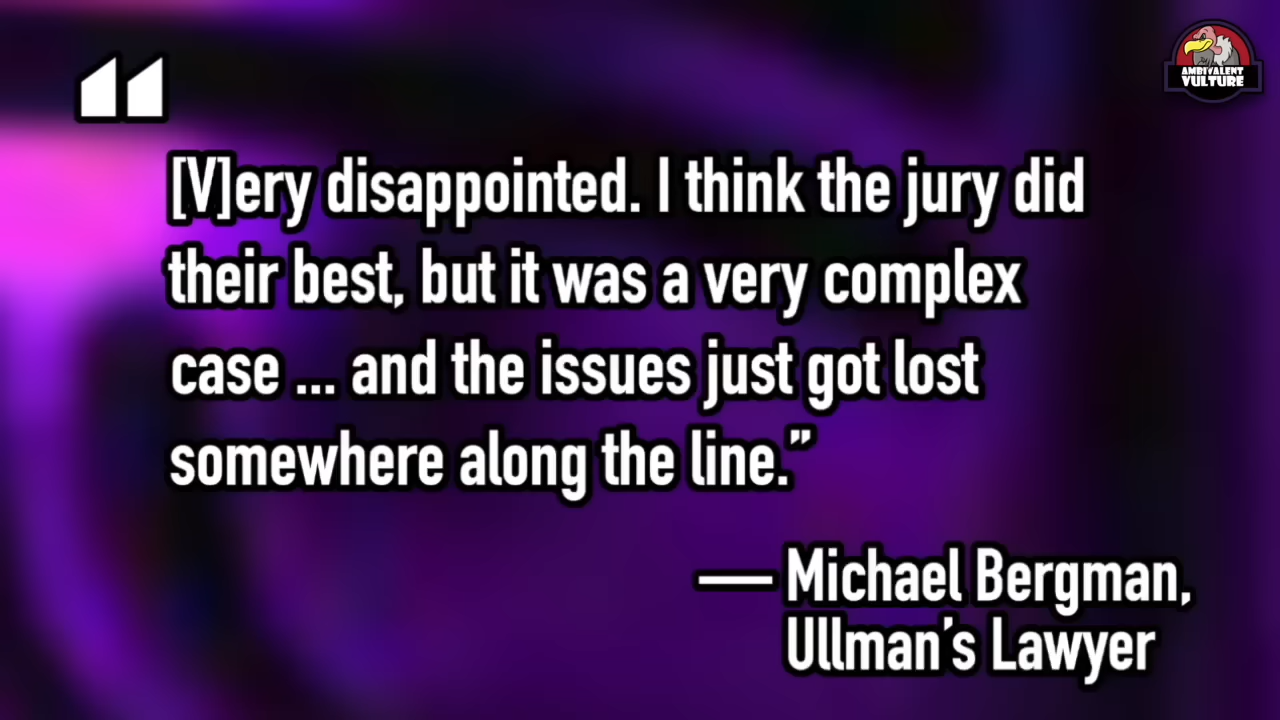 AMBIVALENT
VULTURE
“
[V]ery disappointed. I think the jury did
their best, but it was a very complex
case ... and the issues just got lost
somewhere along the line.”
— Michael Bergman,
Ullman’s Lawyer